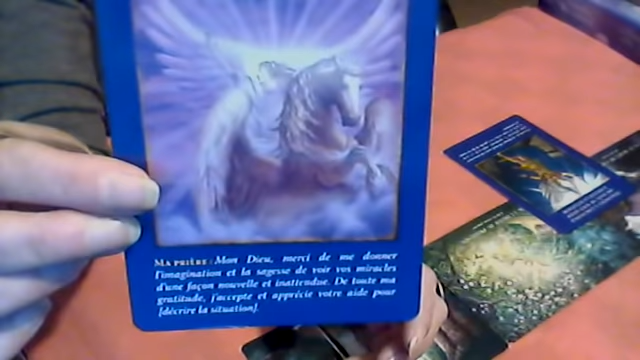 MA PRIÈRE : Mon Dieu, merci de me donner
l'imagination et la sagesse de voir vos miracles
d'une façon nouvelle et inattendue. De toute ma
gratitude, j'accepte et apprécie votre aide pour
[décrire la situation].